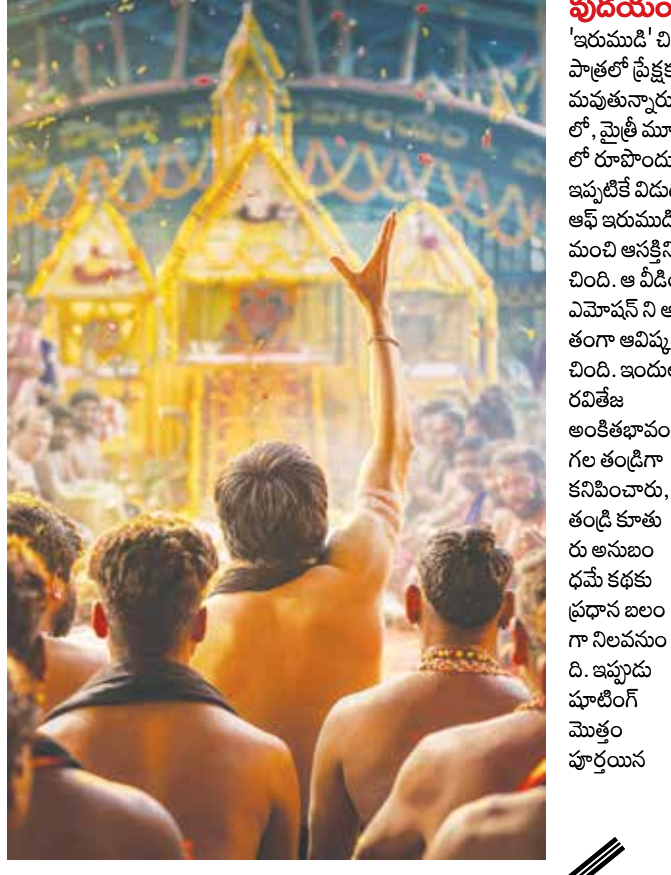 వుదయం
'ఇరుముడి' చి
పాత్రలో ప్రేక్షక
మవుతున్నారు
లో, మైత్రీ మూ
లో రూపొందు
ఇప్పటికే విడు
ఆఫ్ ఇరుముడి
మంచి ఆసక్తిని
చింది. ఆ వీడి
ఎమోషన్ ని అ
తంగా ఆవిష్క
చింది. ఇందు
రవితేజ
అంకితభావం
గల తండ్రిగా
కనిపించారు,
తండ్రి కూతు
రు అనుబం
ధమే కథకు
ప్రధాన బలం
గా నిలవనుం
ది. ఇప్పుడు
షూటింగ్
మొత్తం
పూర్తయిన